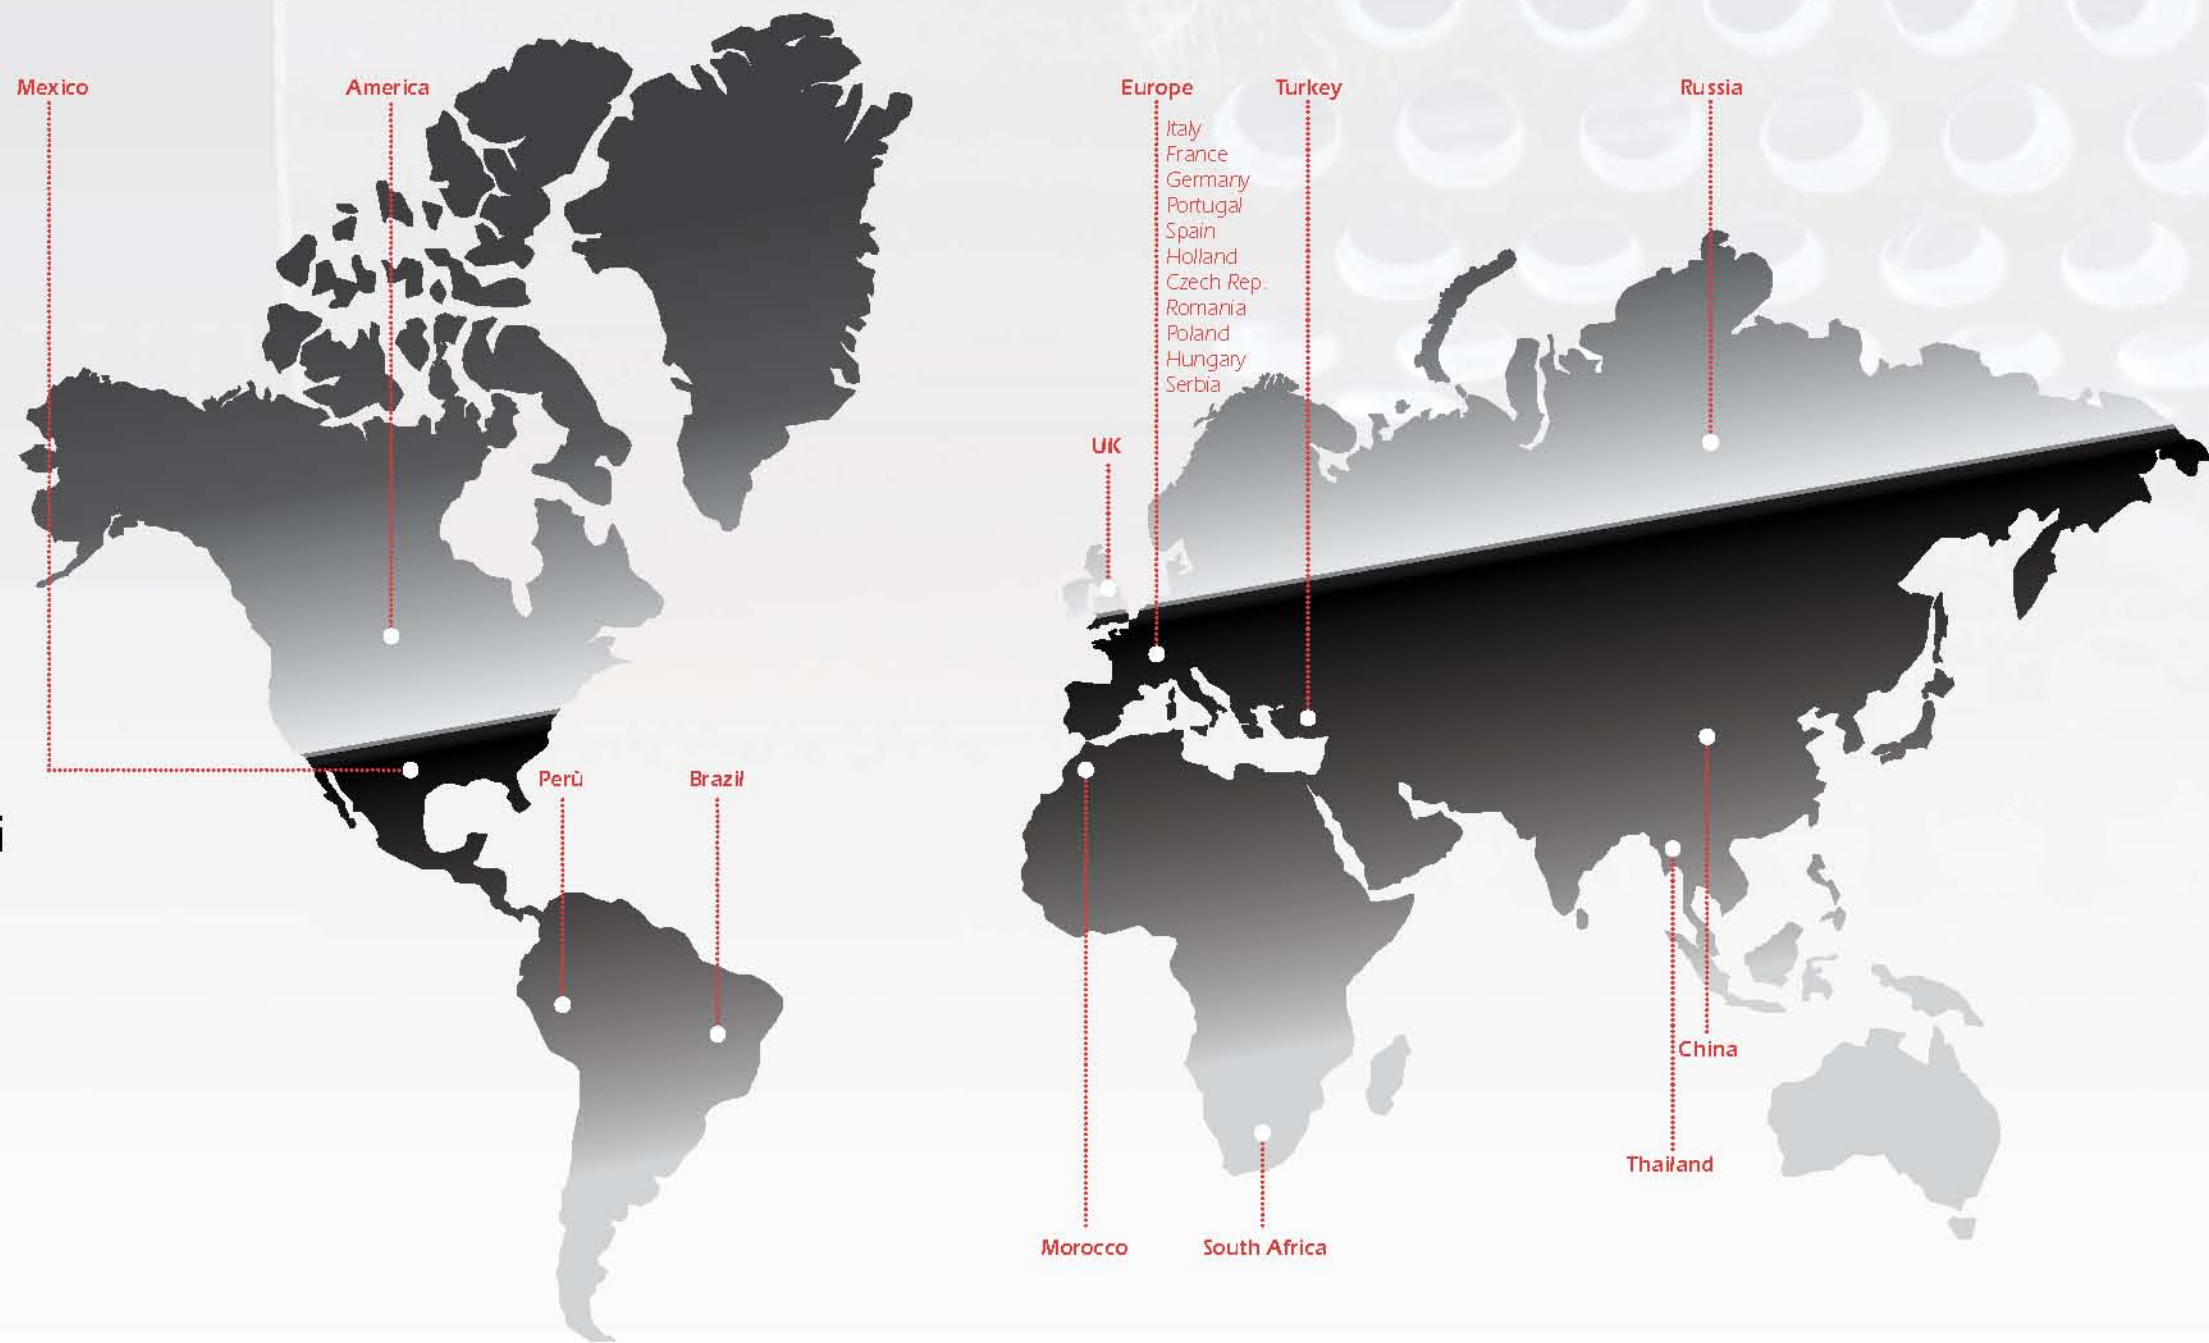 Mexico
America
Europe
Turkey
Russia
Italy
France
Germany
Portugal
Spain
Holland
Czech Rep.
Romania
Poland
Hungary
Serbia
UK
Perù
Brazil
i
China
Thailand
Morocco
South Africa